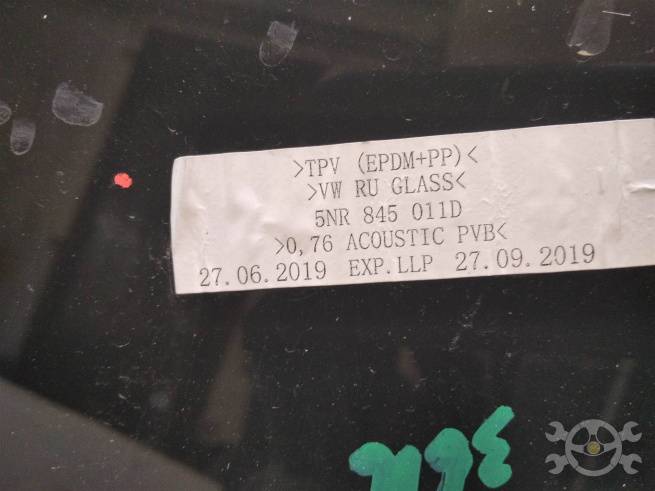 >TPV (EPDM+PP)<
>VW RU GLASS<
5NR 845 011D
>0,76 ACOUSTIC PVB<
27.06.2019 EXP.LLP 27.09.2019